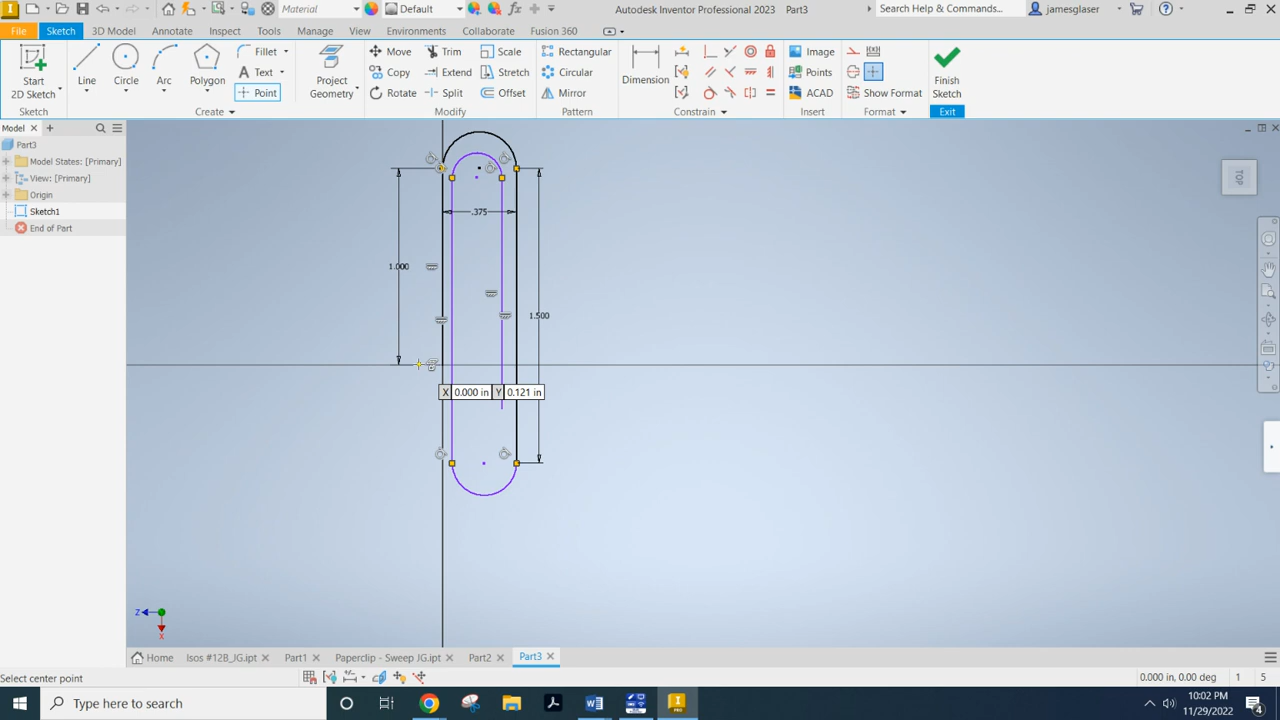 Material
Default
Autodesk Inventor Professional 2023 Part3
Search Help & Commands...
jamesglaser
File
Sketch
3D Model
Annotate
Inspect
Tools
Manage
View
Environments
Collaborate
Fusion 360
Start
2D Sketch
Line
Circle
Arc
Polygon
Fillet
Text
Point
Project
Geometry
Move
Copy
Rotate
Trim
Extend
Split
Scale
Stretch
Offset
Rectangular
Circular
Mirror
Dimension
Image
Points
ACAD
Show Format
Finish
Sketch
Sketch
Create
Modify
Pattern
Constrain
Insert
Format
Exit
Model
Part3
Model States: [Primary]
View: [Primary]
Origin
Sketch1
End of Part
TOP
.375
1.000
1.500
X 0.000 in Y 0.121 in
Z
X
Home
Isos #12B_JG.ipt
Part1
Paperclip - Sweep JG.ipt
Part2
Part3
Select center point
0.000 in, 0.00 deg 1 5
Type here to search
10:02 PM
11/29/2022
4